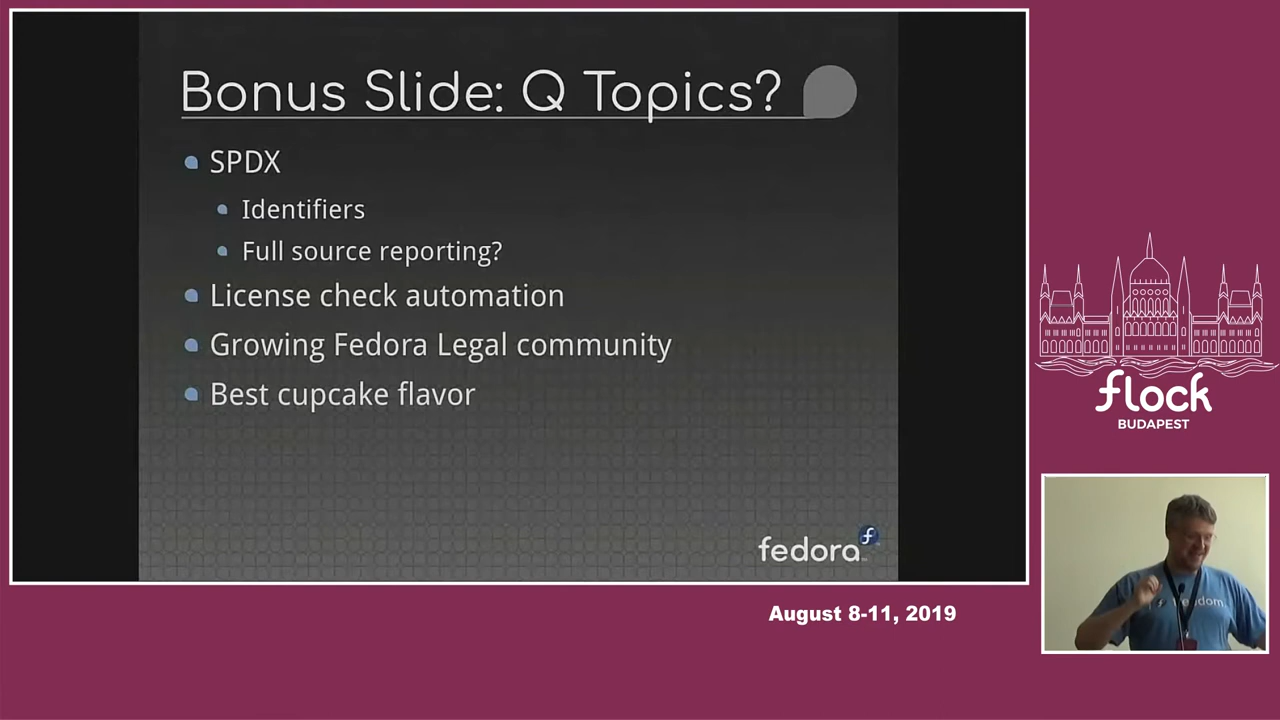 Bonus Slide: Q Topics?
SPDX
Identifiers
Full source reporting?
License check automation
Growing Fedora Legal community
Best cupcake flavor
fedora
flock
BUDAPEST
August 8-11, 2019